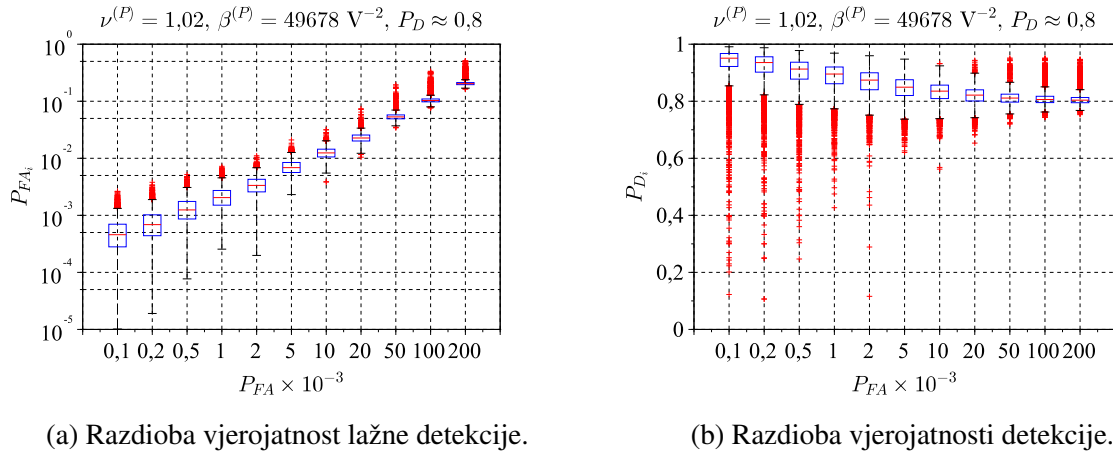 ν^(P) = 1,02, β^(P) = 49678 V^−2, P_D ≈ 0,8
10^0
10^-1
10^-2
10^-3
10^-4
10^-5
P_FA_i
0,1 0,2 0,5 1 2 5 10 20 50 100 200
P_FA × 10^−3
(a) Razdioba vjerojatnost lažne detekcije.
ν^(P) = 1,02, β^(P) = 49678 V^−2, P_D ≈ 0,8
1
0,8
0,6
0,4
0,2
0
P_D_i
0,1 0,2 0,5 1 2 5 10 20 50 100 200
P_FA × 10^−3
(b) Razdioba vjerojatnosti detekcije.